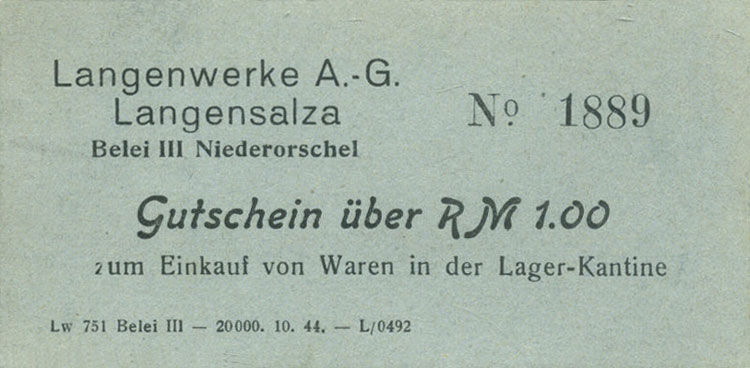 Langenwerke A.-G.
Langensalza
Belei III Niederorschel
No 1889
Gutschein über RM 1.00
zum Einkauf von Waren in der Lager-Kantine
Lw 751 Belei III — 20000. 10. 44. — L/0492